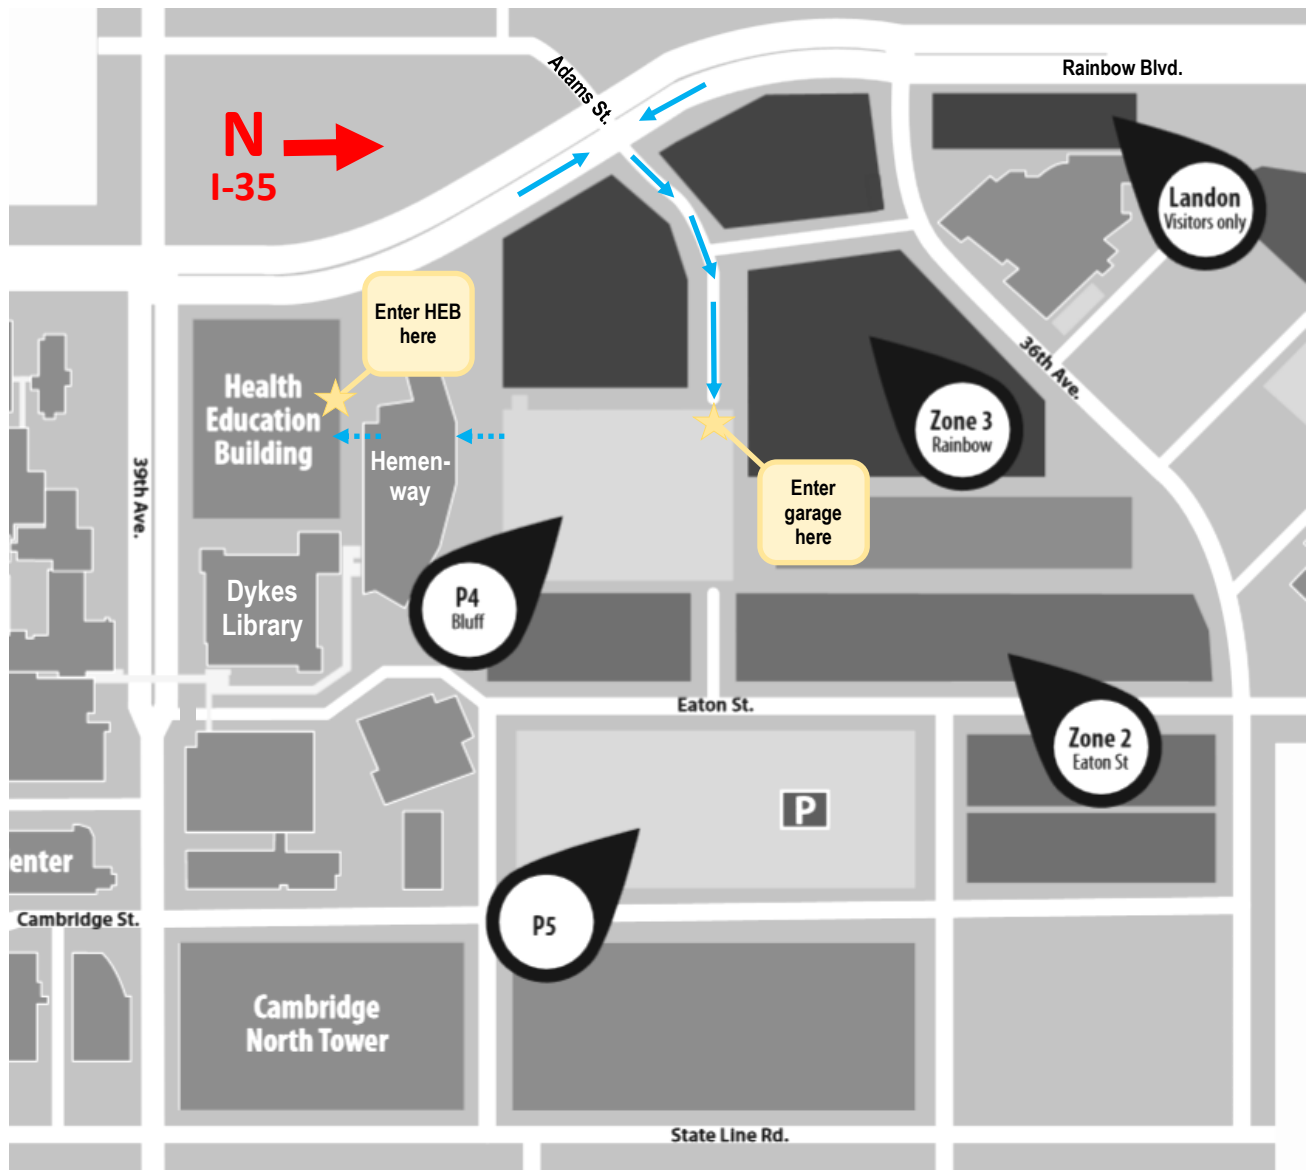 Adams St.
Rainbow Blvd.
N
I-35
Landon
Visitors only
Enter HEB
here
36th Ave.
Health
Education
Building
Zone 3
Rainbow
39th Ave.
Hemen-
way
Enter
garage
here
P4
Bluff
Dykes
Library
Eaton St.
Zone 2
Eaton St
P
enter
Cambridge St.
P5
Cambridge
North Tower
State Line Rd.